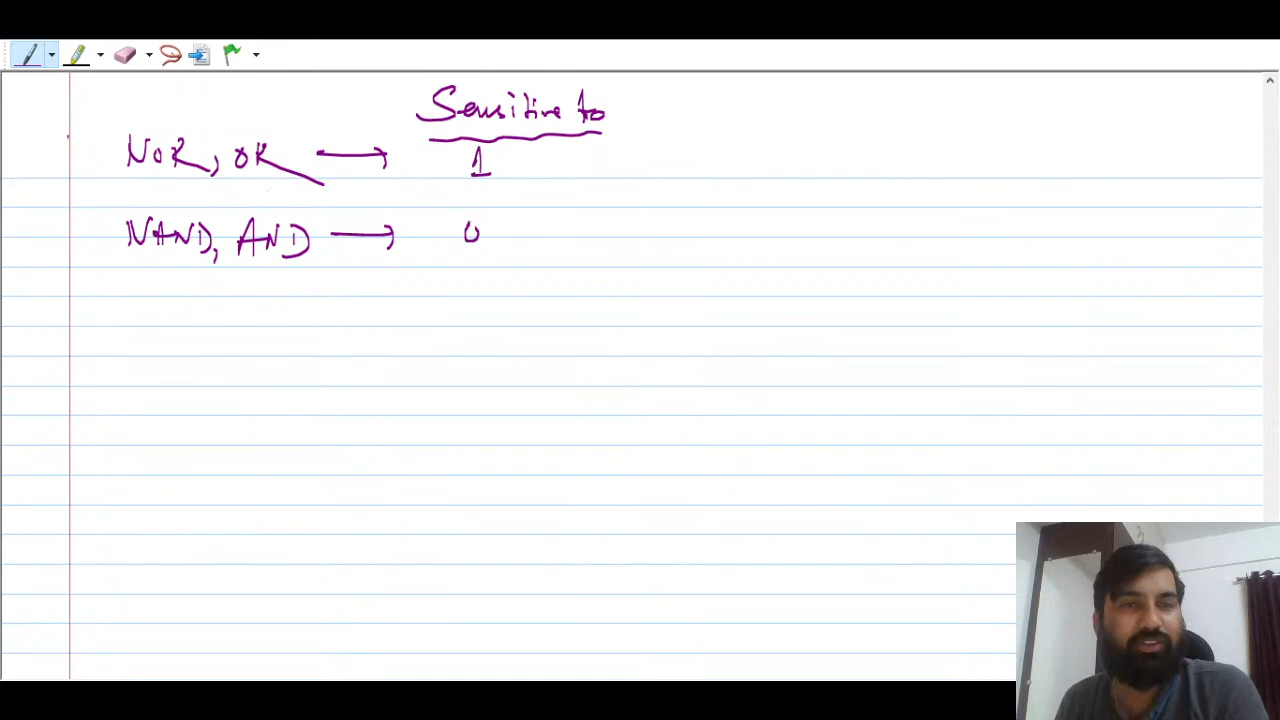 Sensitive to
NOR, OR → 1
NAND, AND → 0